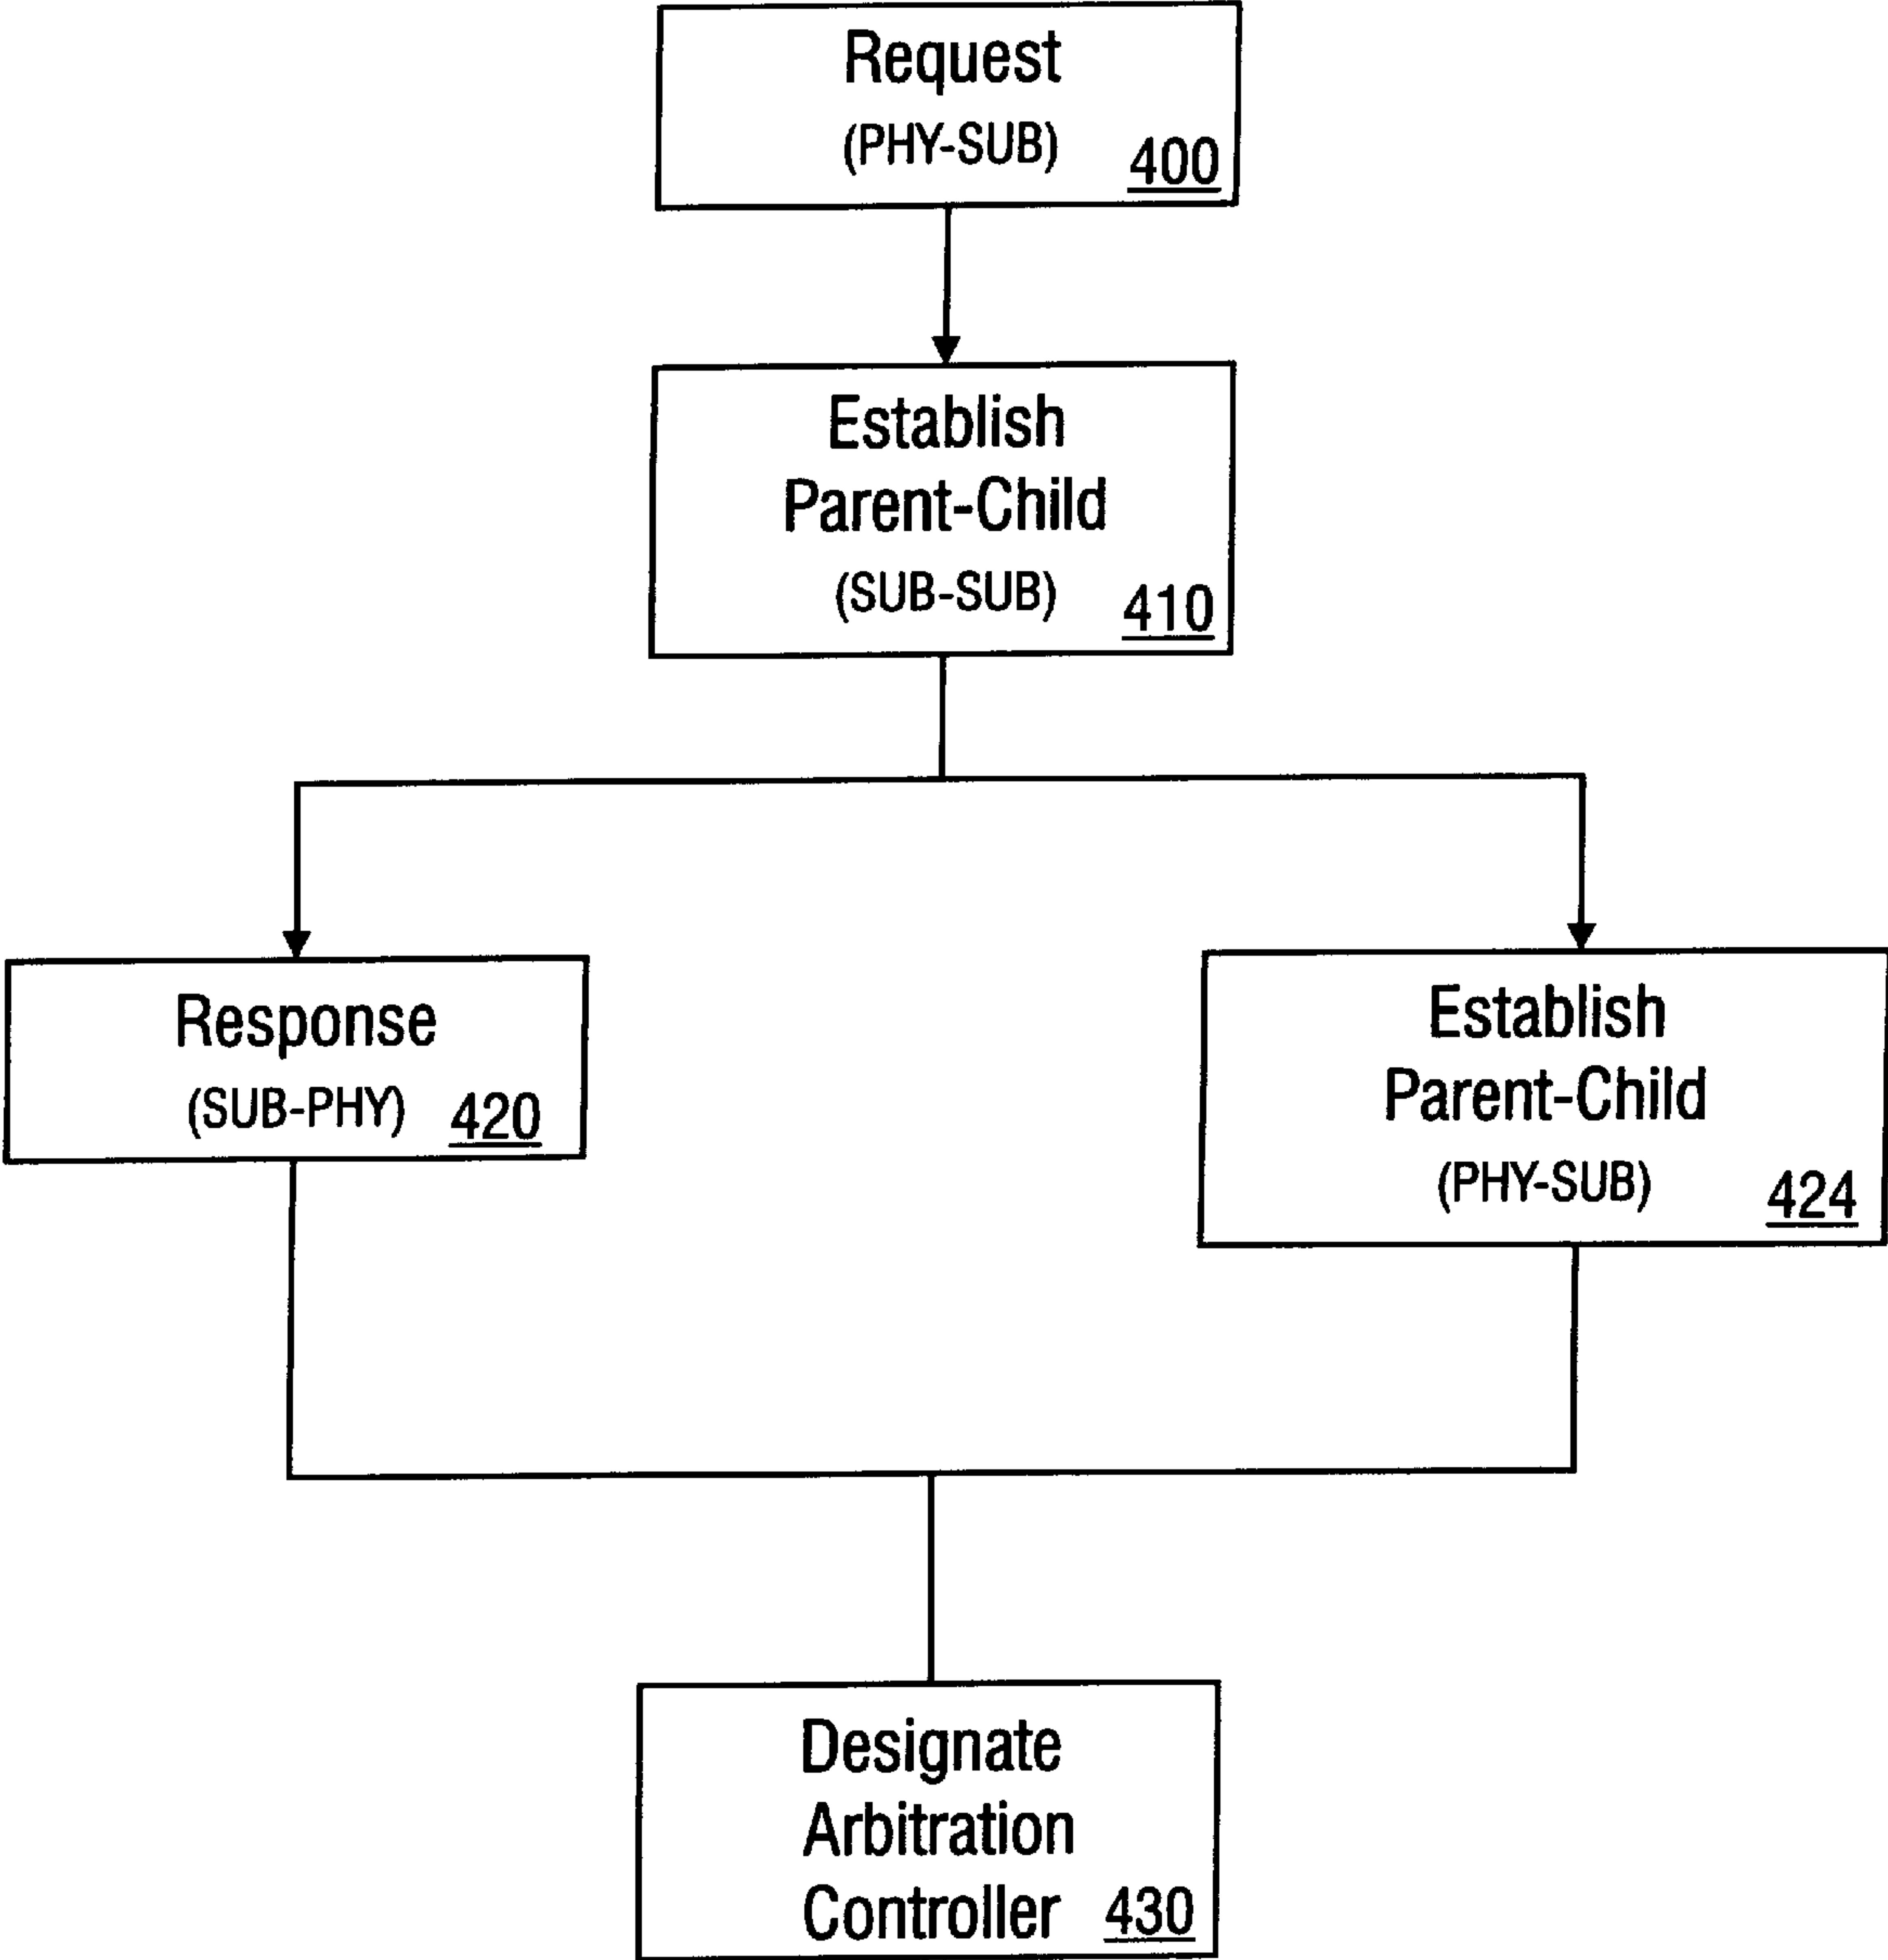 Request
(PHY-SUB)
400
Establish
Parent-Child
(SUB-SUB)
410
Response
(SUB-PHY)
420
Establish
Parent-Child
(PHY-SUB)
424
Designate
Arbitration
Controller
430